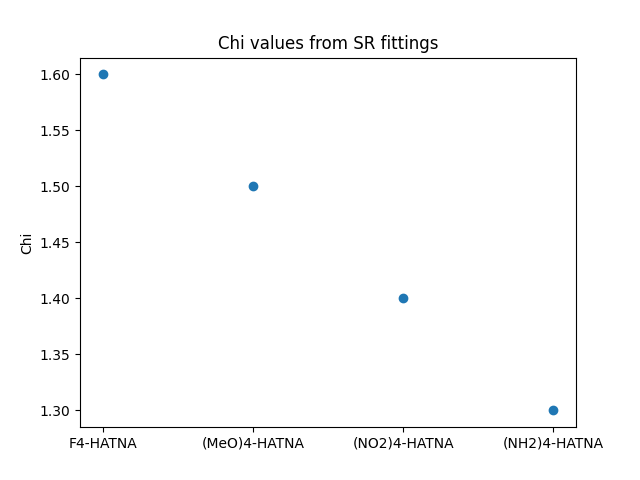 Chi values from SR fittings
1.60
1.55
1.50
1.45
1.40
1.35
1.30
Chi
F4-HATNA
(MeO)4-HATNA
(NO2)4-HATNA
(NH2)4-HATNA